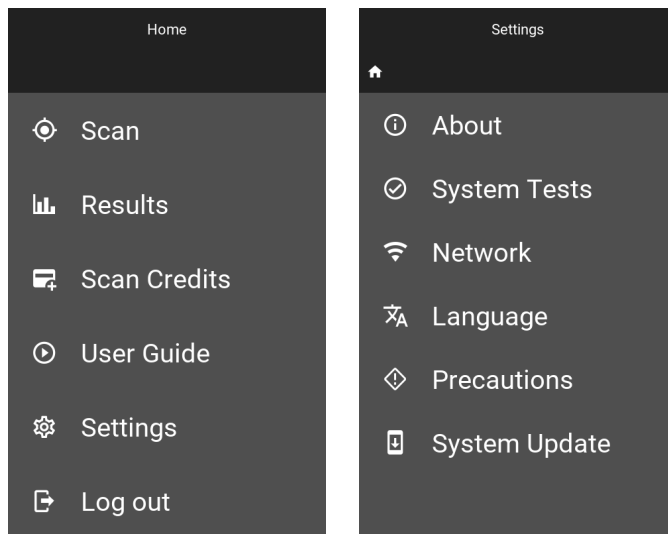 Home
Scan
Results
Scan Credits
User Guide
Settings
Log out
Settings
About
System Tests
Network
Language
Precautions
System Update